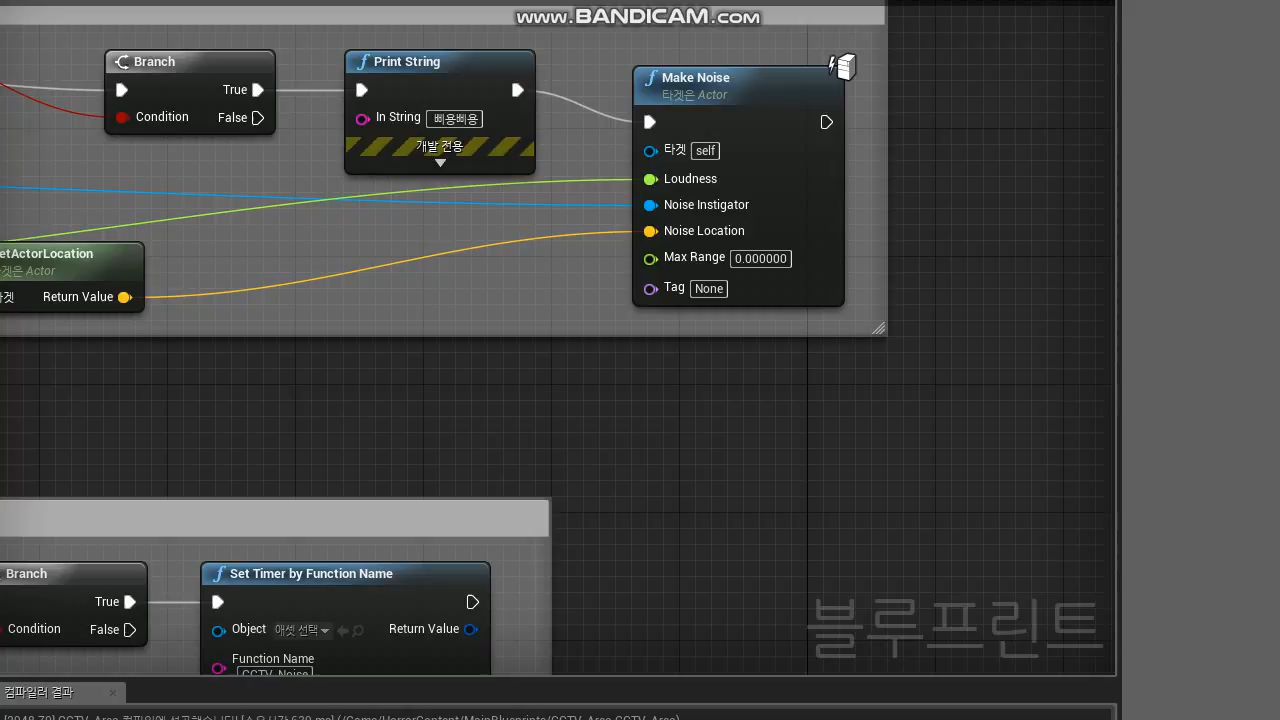 www.BANDICAM.com
Branch
True
Condition
False
Print String
In String 삐용삐용
개발 전용
Make Noise
타겟은 Actor
타겟 self
Loudness
Noise Instigator
Noise Location
Max Range 0.000000
Tag None
etActorLocation
타겟은 Actor
Return Value
Branch
True
Condition
False
Set Timer by Function Name
Object 애셋 선택
Return Value
Function Name
CCTV_Noise
블루프린트
컴파일러 결과